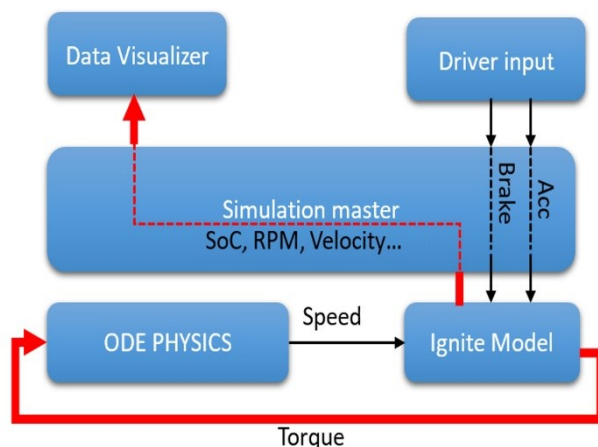 Data Visualizer
Driver input
Brake
Acc
Simulation master
SoC, RPM, Velocity...
ODE PHYSICS
Speed
Ignite Model
Torque